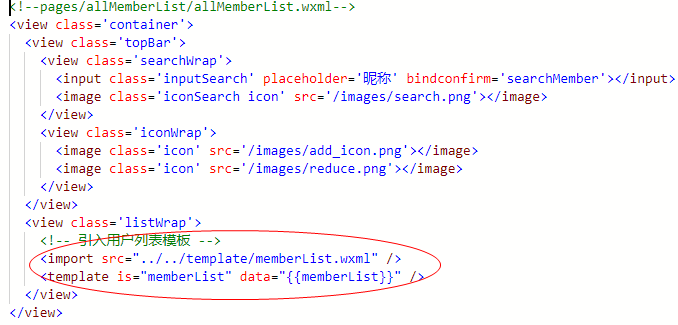 <!--pages/allMemberList/allMemberList.wxml-->
<view class='container'>
<view class='topBar'>
<view class='searchWrap'>
<input class='inputSearch' placeholder='昵称' bindconfirm='searchMember'></input>
<image class='iconSearch icon' src='/images/search.png'></image>
</view>
<view class='iconWrap'>
<image class='icon' src='/images/add_icon.png'></image>
<image class='icon' src='/images/reduce.png'></image>
</view>
</view>
<view class='listWrap'>
<!-- 引入用户列表模板 -->
<import src="../../template/memberList.wxml" />
<template is="memberList" data="{{memberList}}" />
</view>
</view>